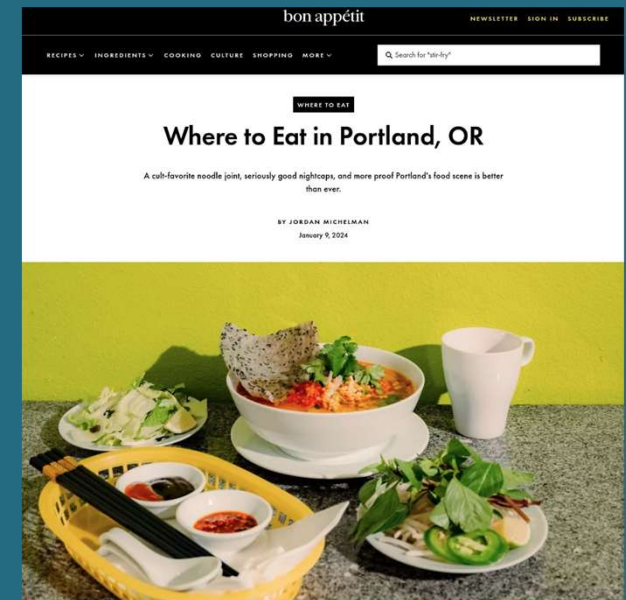 bon appétit
NEWSLETTER SIGN IN SUBSCRIBE
RECIPES INGREDIENTS COOKING CULTURE SHOPPING MORE
Search for "stir-fry"
WHERE TO EAT
Where to Eat in Portland, OR
A cult-favorite noodle joint, seriously good nightcaps, and more proof Portland's food scene is better
than ever.
BY JORDAN MICHELMAN
January 9, 2024